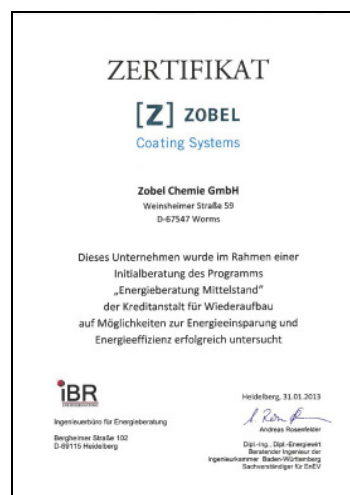 ZERTIFIKAT
[Z] ZOBEL
Coating Systems
Zobel Chemie GmbH
Weinsheimer Straße 59
D-67547 Worms
Dieses Unternehmen wurde im Rahmen einer
Initialberatung des Programms
„Energieberatung Mittelstand“
der Kreditanstalt für Wiederaufbau
auf Möglichkeiten zur Energieeinsparung und
Energieeffizienz erfolgreich untersucht
iBR
Ingenieurbüro für Energieberatung
Bergheimer Straße 102
D-69115 Heidelberg
Heidelberg, 31.01.2013
Andreas Rosenfelder
Dipl.-Ing., Dipl.-Energiewirt
Beratender Ingenieur der
Ingenieurkammer Baden-Württemberg
Sachverständiger für EnEV